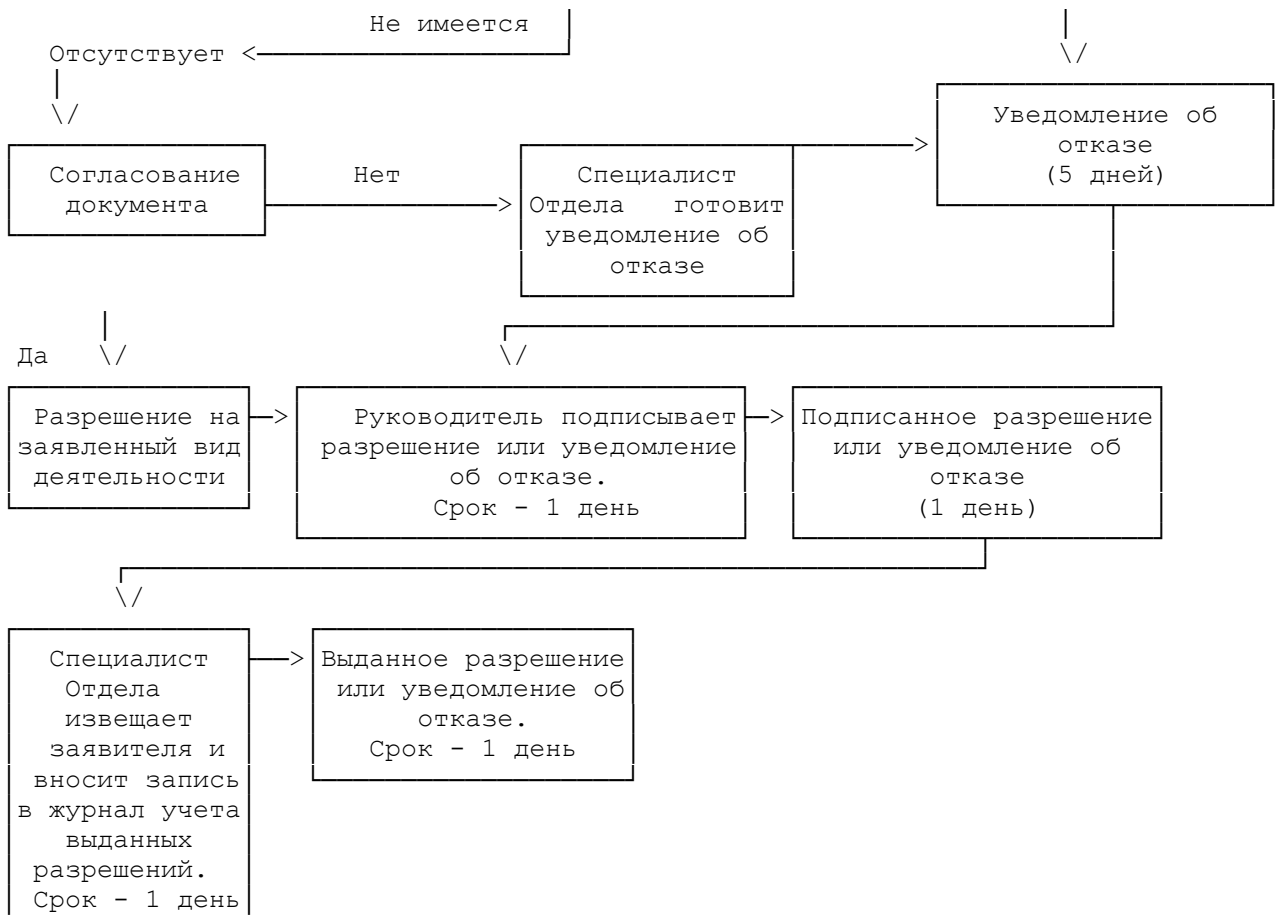 Не имеется
Отсутствует
Уведомление об
отказе
(5 дней)
Согласование
документа
Нет
Специалист
Отдела готовит
уведомление об
отказе
Да
Разрешение на
заявленный вид
деятельности
Руководитель подписывает
разрешение или уведомление
об отказе.
Срок - 1 день
Подписанное разрешение
или уведомление об
отказе
(1 день)
Специалист
Отдела
извещает
заявителя и
вносит запись
в журнал учета
выданных
разрешений.
Срок - 1 день
Выданное разрешение
или уведомление об
отказе.
Срок - 1 день